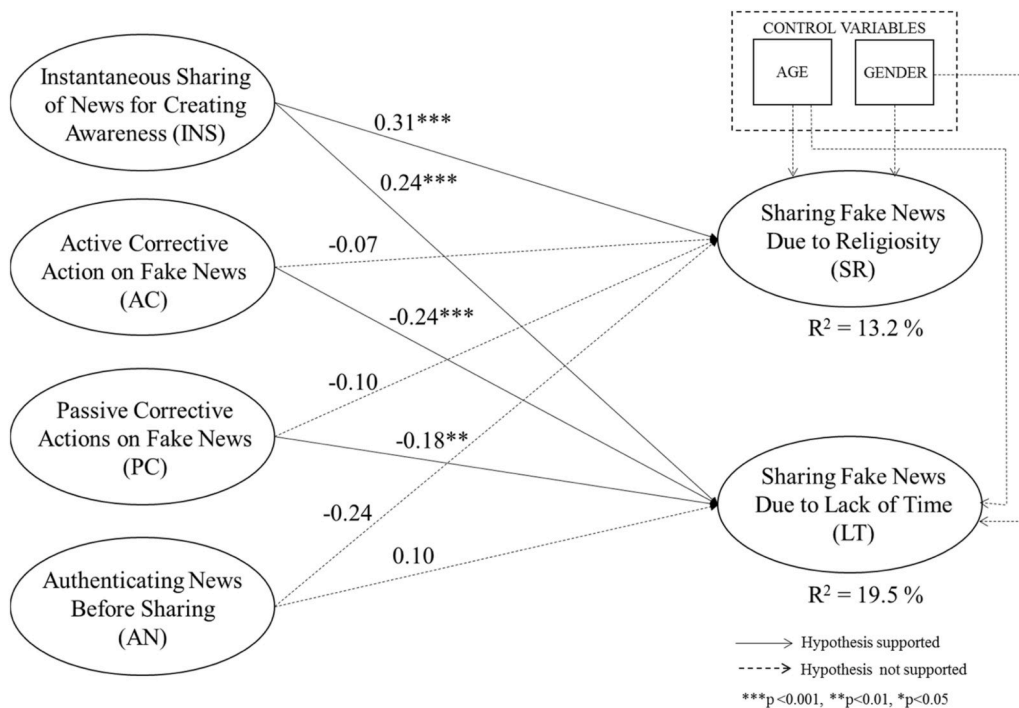 CONTROL VARIABLES
AGE
GENDER
Instantaneous Sharing
of News for Creating
Awareness (INS)
0.31***
0.24***
Active Corrective
Action on Fake News
(AC)
-0.07
-0.24***
Sharing Fake News
Due to Religiosity
(SR)
R² = 13.2 %
Passive Corrective
Actions on Fake News
(PC)
-0.10
-0.18**
Authenticating News
Before Sharing
(AN)
-0.24
0.10
Sharing Fake News
Due to Lack of Time
(LT)
R² = 19.5 %
Hypothesis supported
Hypothesis not supported
***p <0.001, **p<0.01, *p<0.05